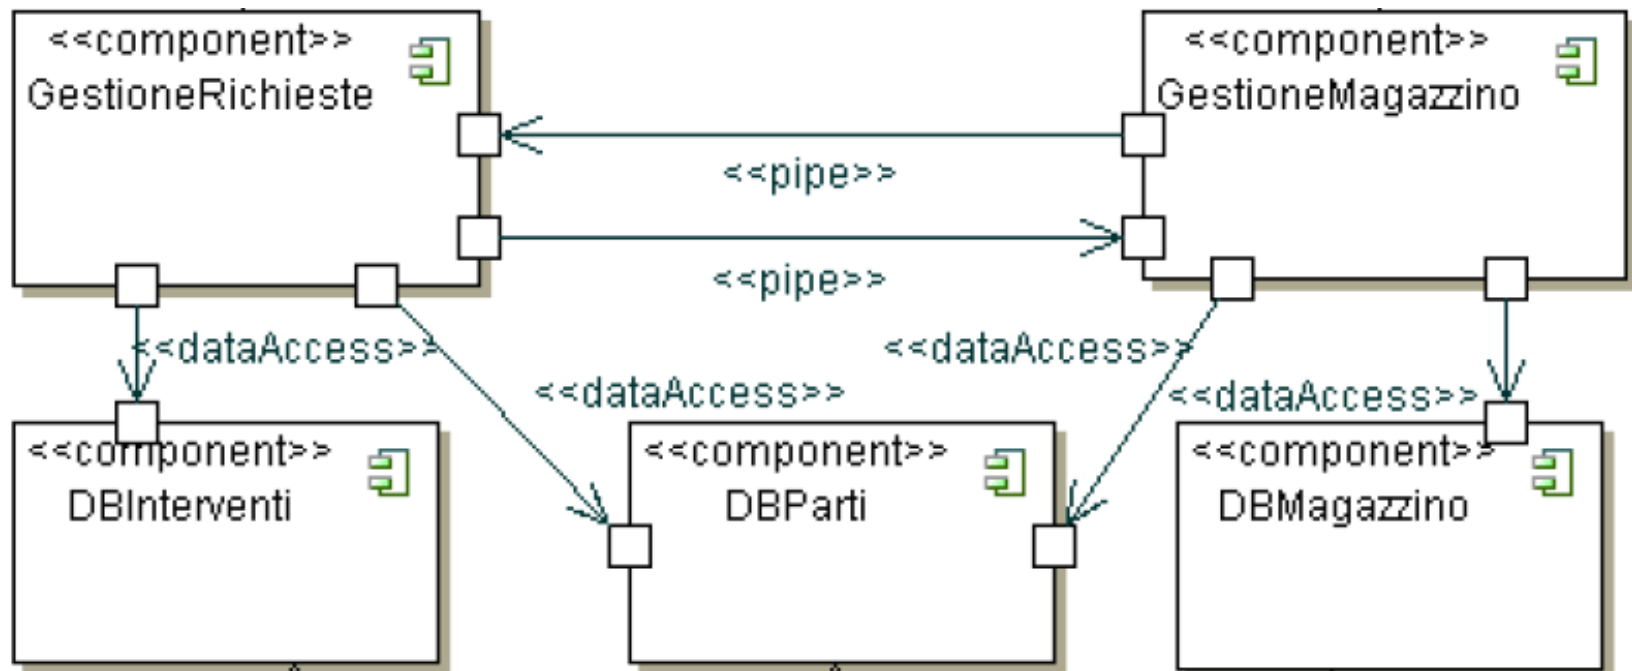 <<component>>
GestioneRichieste
<<component>>
GestioneMagazzino
<<pipe>>
<<pipe>>
<<dataAccess>>
<<dataAccess>>
<<dataAccess>>
<<dataAccess>>
<<component>>
DBInterventi
<<component>>
DBParti
<<component>>
DBMagazzino